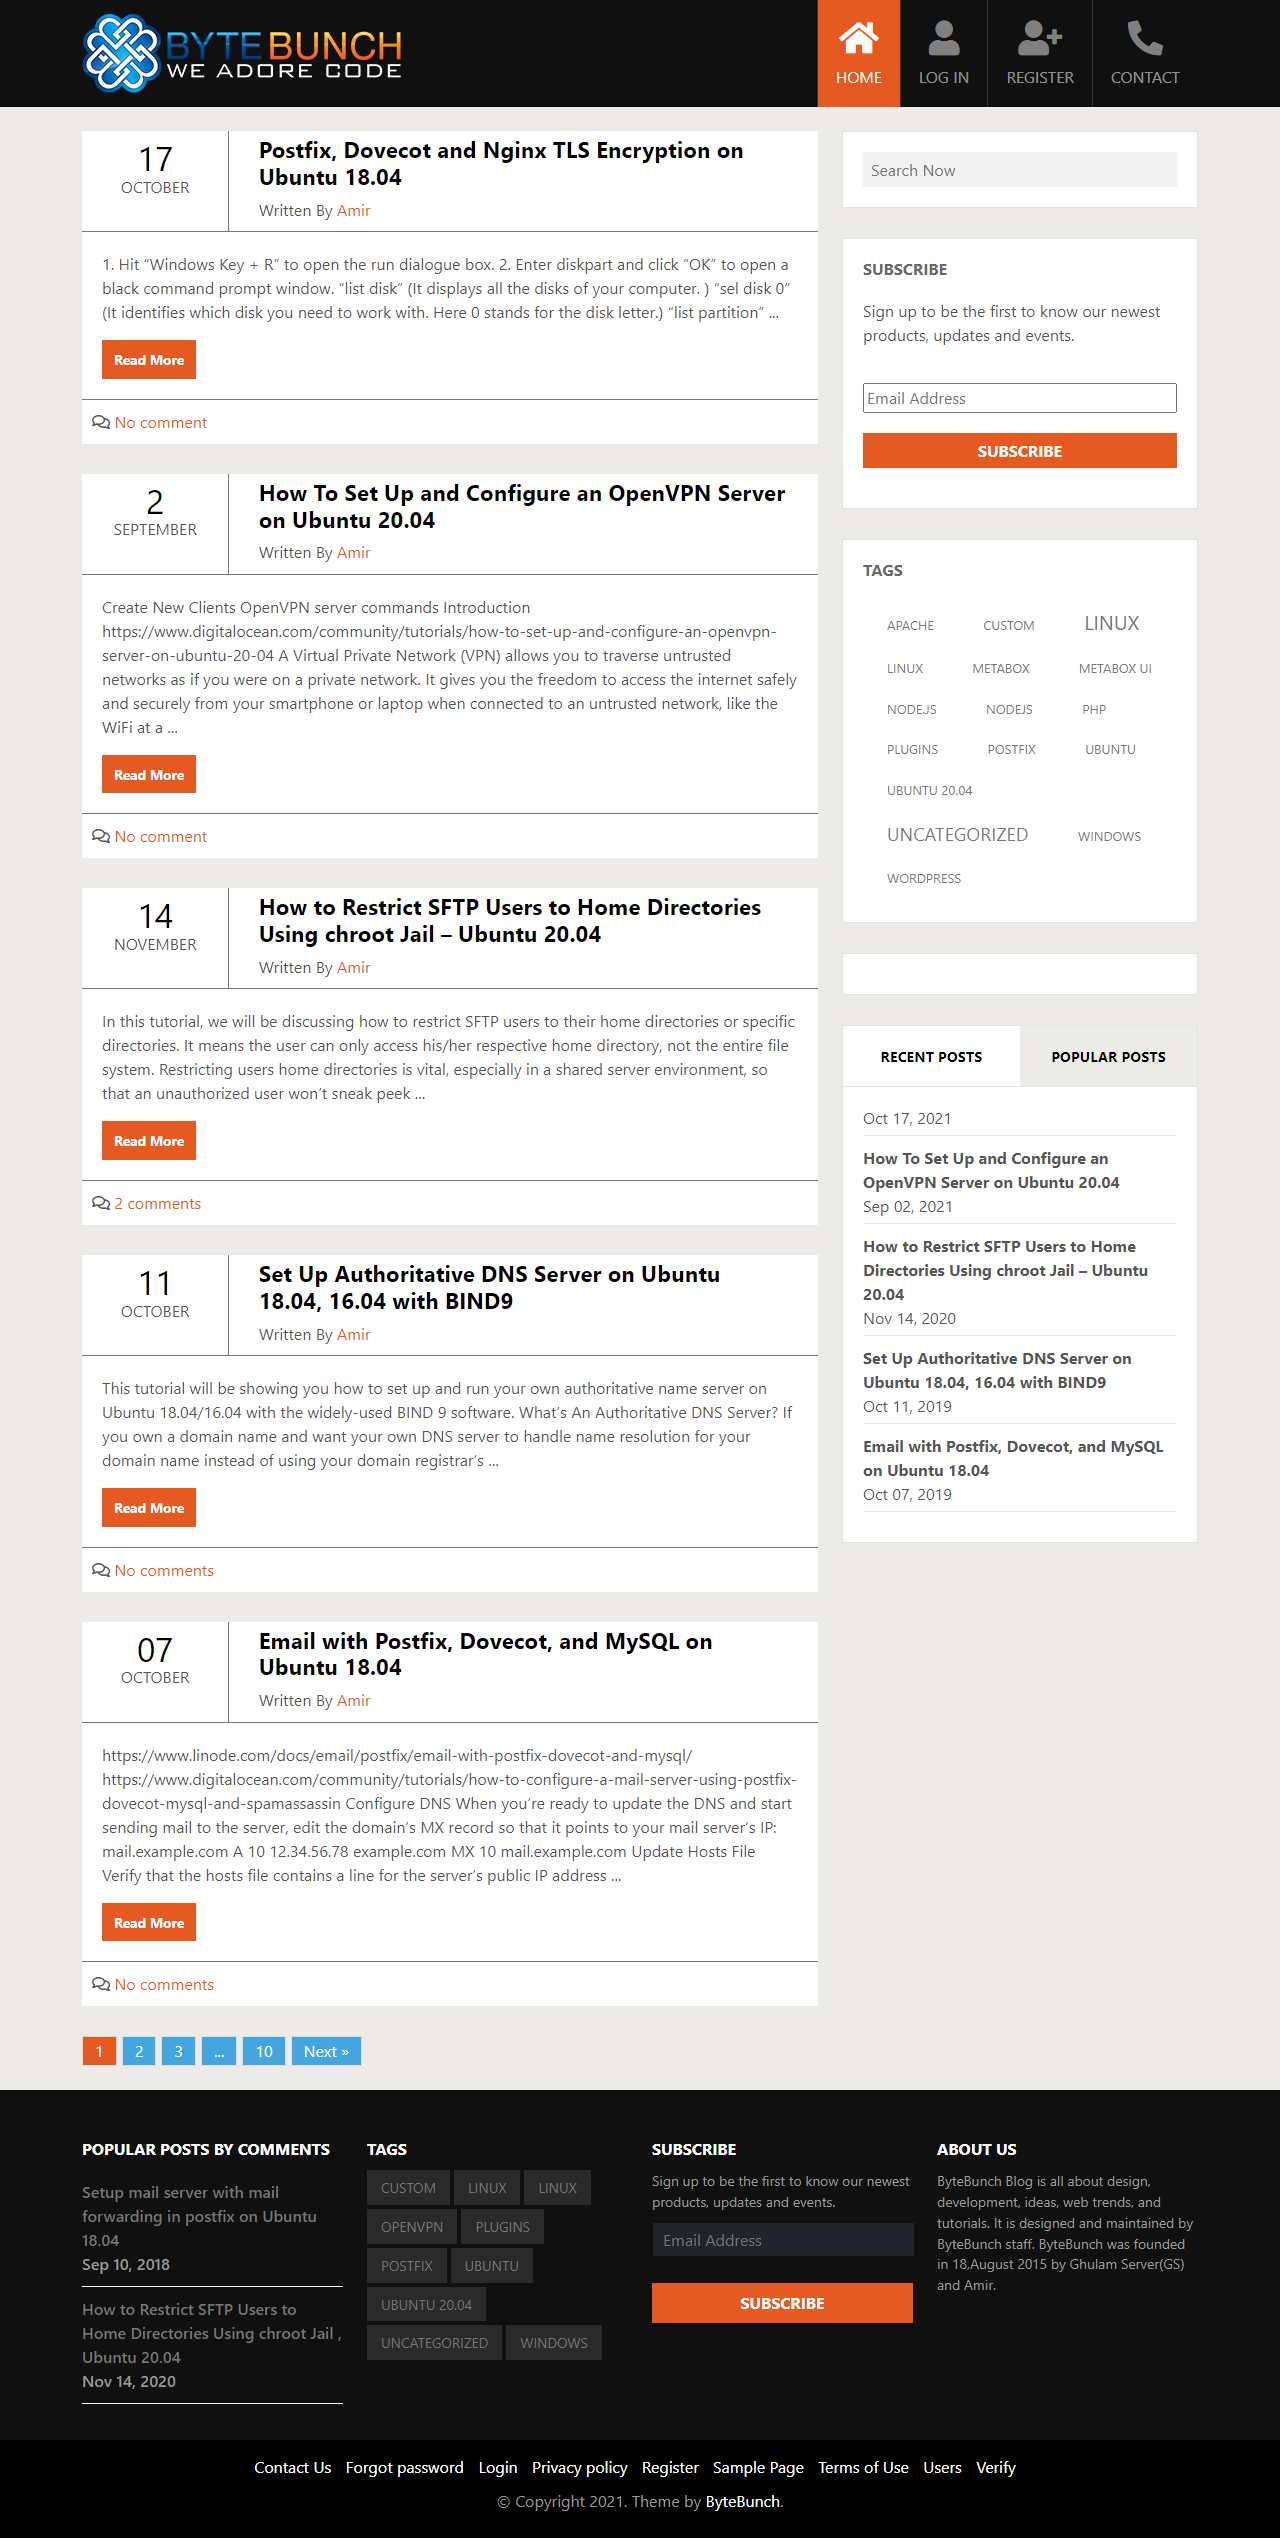 BYTEBUNCH
WE ADORE CODE
HOME
LOG IN
REGISTER
CONTACT
17
OCTOBER
Postfix, Dovecot and Nginx TLS Encryption on
Ubuntu 18.04
Written By Amir
1. Hit “Windows Key + R” to open the run dialogue box. 2. Enter diskpart and click “OK” to open a
black command prompt window. “list disk” (It displays all the disks of your computer. ) “sel disk 0”
(It identifies which disk you need to work with. Here 0 stands for the disk letter.) “list partition” ...
Read More
No comment
2
SEPTEMBER
How To Set Up and Configure an OpenVPN Server
on Ubuntu 20.04
Written By Amir
Create New Clients OpenVPN server commands Introduction
https://www.digitalocean.com/community/tutorials/how-to-set-up-and-configure-an-openvpn-
server-on-ubuntu-20-04 A Virtual Private Network (VPN) allows you to traverse untrusted
networks as if you were on a private network. It gives you the freedom to access the internet safely
and securely from your smartphone or laptop when connected to an untrusted network, like the
WiFi at a ...
Read More
No comment
14
NOVEMBER
How to Restrict SFTP Users to Home Directories
Using chroot Jail – Ubuntu 20.04
Written By Amir
In this tutorial, we will be discussing how to restrict SFTP users to their home directories or specific
directories. It means the user can only access his/her respective home directory, not the entire file
system. Restricting users home directories is vital, especially in a shared server environment, so
that an unauthorized user won’t sneak peek ...
Read More
2 comments
11
OCTOBER
Set Up Authoritative DNS Server on Ubuntu
18.04, 16.04 with BIND9
Written By Amir
This tutorial will be showing you how to set up and run your own authoritative name server on
Ubuntu 18.04/16.04 with the widely-used BIND 9 software. What’s An Authoritative DNS Server? If
you own a domain name and want your own DNS server to handle name resolution for your
domain name instead of using your domain registrar’s ...
Read More
No comments
07
OCTOBER
Email with Postfix, Dovecot, and MySQL on
Ubuntu 18.04
Written By Amir
https://www.linode.com/docs/email/postfix/email-with-postfix-dovecot-and-mysql/
https://www.digitalocean.com/community/tutorials/how-to-configure-a-mail-server-using-postfix-
dovecot-mysql-and-spamassassin Configure DNS When you’re ready to update the DNS and start
sending mail to the server, edit the domain’s MX record so that it points to your mail server’s IP:
mail.example.com A 10 12.34.56.78 example.com MX 10 mail.example.com Update Hosts File
Verify that the hosts file contains a line for the server’s public IP address ...
Read More
No comments
1 2 3 ... 10 Next »
Search Now
SUBSCRIBE
Sign up to be the first to know our newest
products, updates and events.
Email Address
SUBSCRIBE
TAGS
APACHE CUSTOM LINUX
LINUX METABOX METABOX UI
NODEJS NODEJS PHP
PLUGINS POSTFIX UBUNTU
UBUNTU 20.04
UNCATEGORIZED WINDOWS
WORDPRESS
RECENT POSTS POPULAR POSTS
Oct 17, 2021
How To Set Up and Configure an
OpenVPN Server on Ubuntu 20.04
Sep 02, 2021
How to Restrict SFTP Users to Home
Directories Using chroot Jail – Ubuntu
20.04
Nov 14, 2020
Set Up Authoritative DNS Server on
Ubuntu 18.04, 16.04 with BIND9
Oct 11, 2019
Email with Postfix, Dovecot, and MySQL
on Ubuntu 18.04
Oct 07, 2019
POPULAR POSTS BY COMMENTS
Setup mail server with mail
forwarding in postfix on Ubuntu
18.04
Sep 10, 2018
How to Restrict SFTP Users to
Home Directories Using chroot Jail ,
Ubuntu 20.04
Nov 14, 2020
TAGS
CUSTOM LINUX LINUX
OPENVPN PLUGINS
POSTFIX UBUNTU
UBUNTU 20.04
UNCATEGORIZED WINDOWS
SUBSCRIBE
Sign up to be the first to know our newest
products, updates and events.
Email Address
SUBSCRIBE
ABOUT US
ByteBunch Blog is all about design,
development, ideas, web trends, and
tutorials. It is designed and maintained by
ByteBunch staff. ByteBunch was founded
in 18,August 2015 by Ghulam Server(GS)
and Amir.
Contact Us Forgot password Login Privacy policy Register Sample Page Terms of Use Users Verify
© Copyright 2021. Theme by ByteBunch.